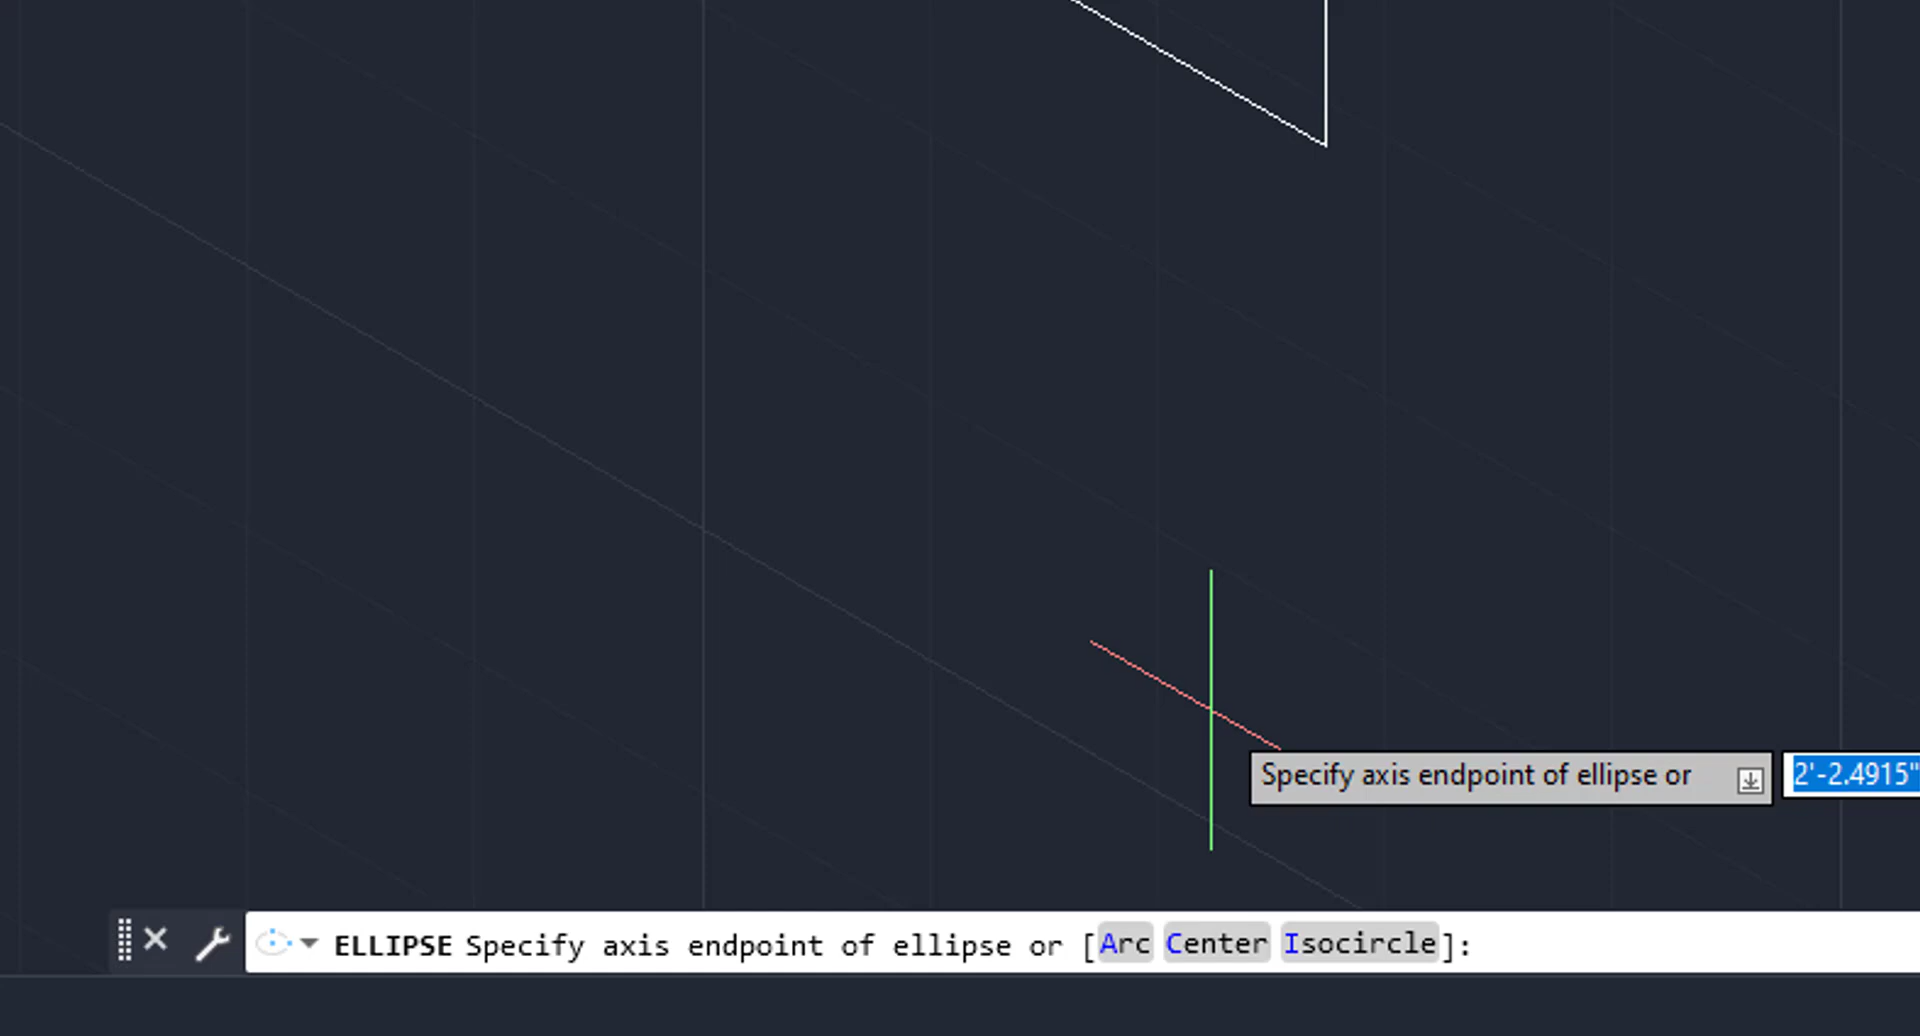 Specify axis endpoint of ellipse or 2'-2.4915"
ELLIPSE Specify axis endpoint of ellipse or [Arc Center Isocircle]: